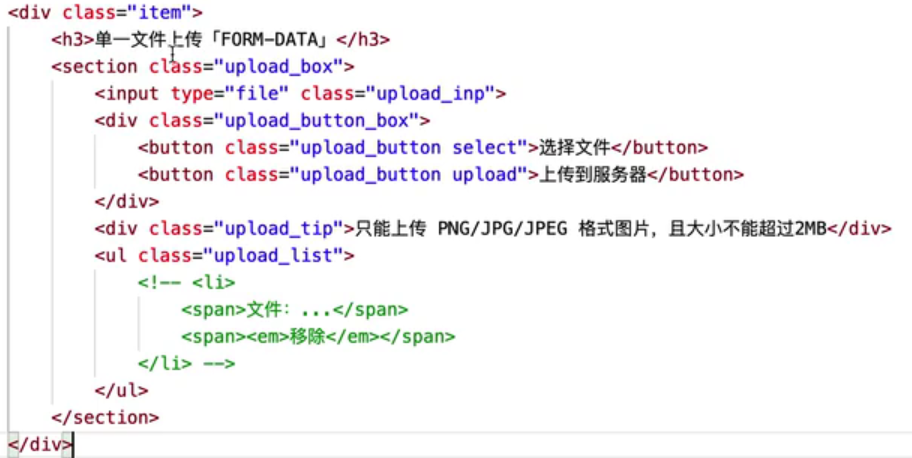 <div class="item">
<h3>单一文件上传「FORM-DATA」</h3>
<section class="upload_box">
<input type="file" class="upload_inp">
<div class="upload_button_box">
<button class="upload_button select">选择文件</button>
<button class="upload_button upload">上传到服务器</button>
</div>
<div class="upload_tip">只能上传 PNG/JPG/JPEG 格式图片，且大小不能超过2MB</div>
<ul class="upload_list">
<!-- <li>
<span>文件：...</span>
<span><em>移除</em></span>
</li> -->
</ul>
</section>
</div>